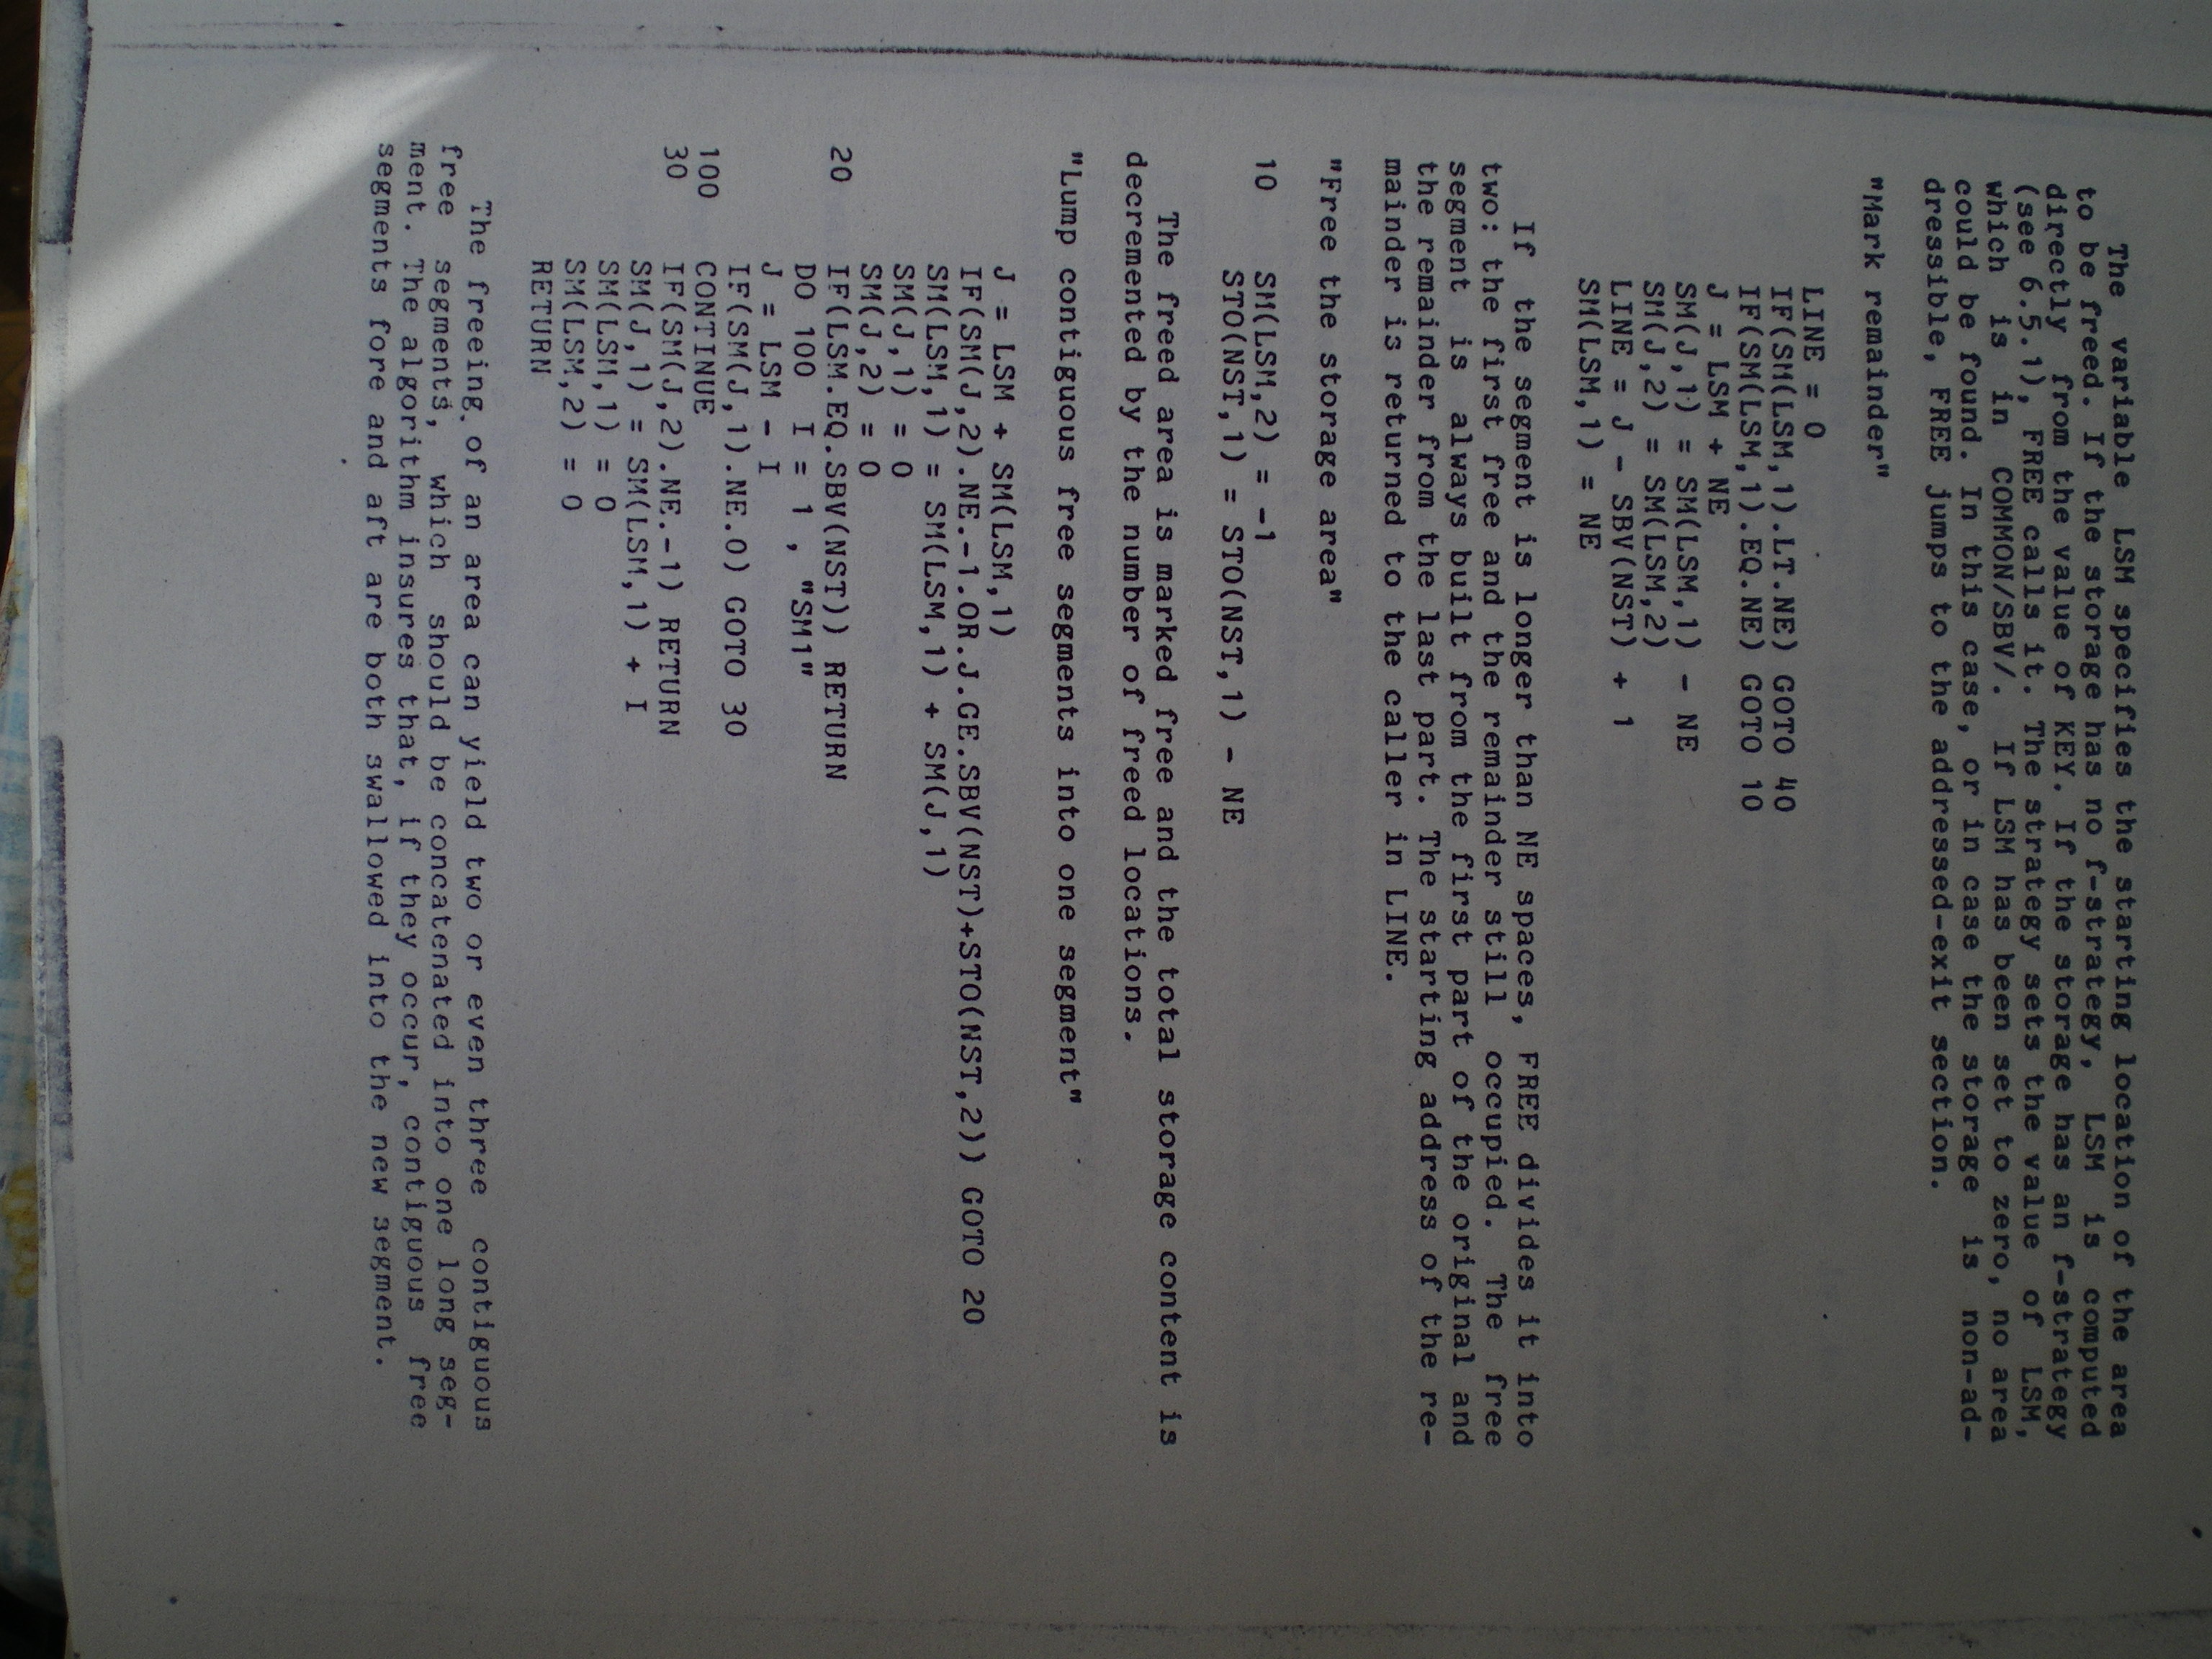 The variable LSM specifies the starting location of the area
to be freed. If the storage has no f-strategy, LSM is computed
directly from the value of KEY. If the storage has an f-strategy
(see 6.5.1), FREE calls it. The strategy sets the value of LSM,
which is in COMMON/SBV/. If LSM has been set to zero, no area
could be found. In this case, or in case the storage is non-ad-
dressible, FREE jumps to the addressed-exit section.
"Mark remainder"
LINE = 0
IF(SM(LSM,1).LT.NE) GOTO 40
IF(SM(LSM,1).EQ.NE) GOTO 10
J = LSM + NE
SM(J,1) = SM(LSM,1) - NE
SM(J,2) = SM(LSM,2)
LINE = J - SBV(NST) + 1
SM(LSM,1) = NE
If the segment is longer than NE spaces, FREE divides it into
two: the first free and the remainder still occupied. The free
segment is always built from the first part of the original and
the remainder from the last part. The starting address of the re-
mainder is returned to the caller in LINE.
"Free the storage area"
10 SM(LSM,2) = -1
STO(NST,1) = STO(NST,1) - NE
The freed area is marked free and the total storage content is
decremented by the number of freed locations.
"Lump contiguous free segments into one segment"
J = LSM + SM(LSM,1)
IF(SM(J,2).NE.-1.OR.J.GE.SBV(NST)+STO(NST,2)) GOTO 20
SM(LSM,1) = SM(LSM,1) + SM(J,1)
SM(J,1) = 0
SM(J,2) = 0
20 IF(LSM.EQ.SBV(NST)) RETURN
DO 100 I = 1 , "SM1"
J = LSM - I
IF(SM(J,1).NE.0) GOTO 30
100 CONTINUE
30 IF(SM(J,2).NE.-1) RETURN
SM(J,1) = SM(LSM,1) + I
SM(LSM,1) = 0
SM(LSM,2) = 0
RETURN
The freeing of an area can yield two or even three contiguous
free segments, which should be concatenated into one long seg-
ment. The algorithm insures that, if they occur, contiguous free
segments fore and aft are both swallowed into the new segment.